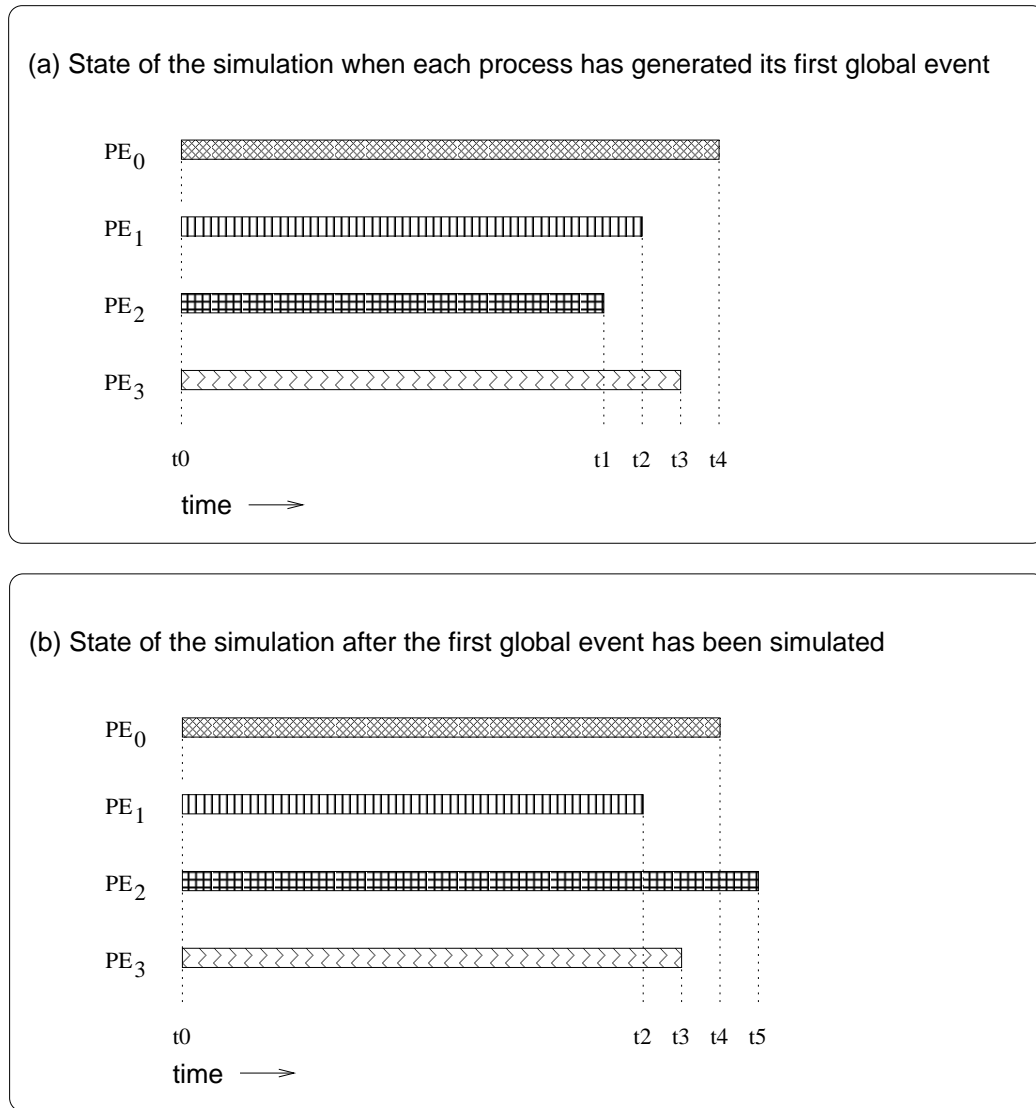 (a) State of the simulation when each process has generated its first global event
PE0
PE1
PE2
PE3
t0 t1 t2 t3 t4
time
(b) State of the simulation after the first global event has been simulated
PE0
PE1
PE2
PE3
t0 t2 t3 t4 t5
time